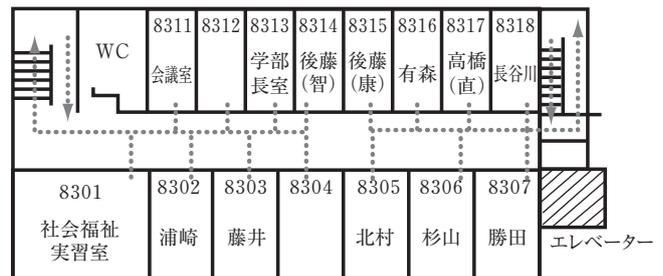 WC
8311
会議室
8312
8313
学部
長室
8314
後藤
(智)
8315
後藤
(康)
8316
有森
8317
高橋
(直)
8318
長谷川
8301
社会福祉
実習室
8302
浦崎
8303
藤井
8304
8305
北村
8306
杉山
8307
勝田
エレベーター